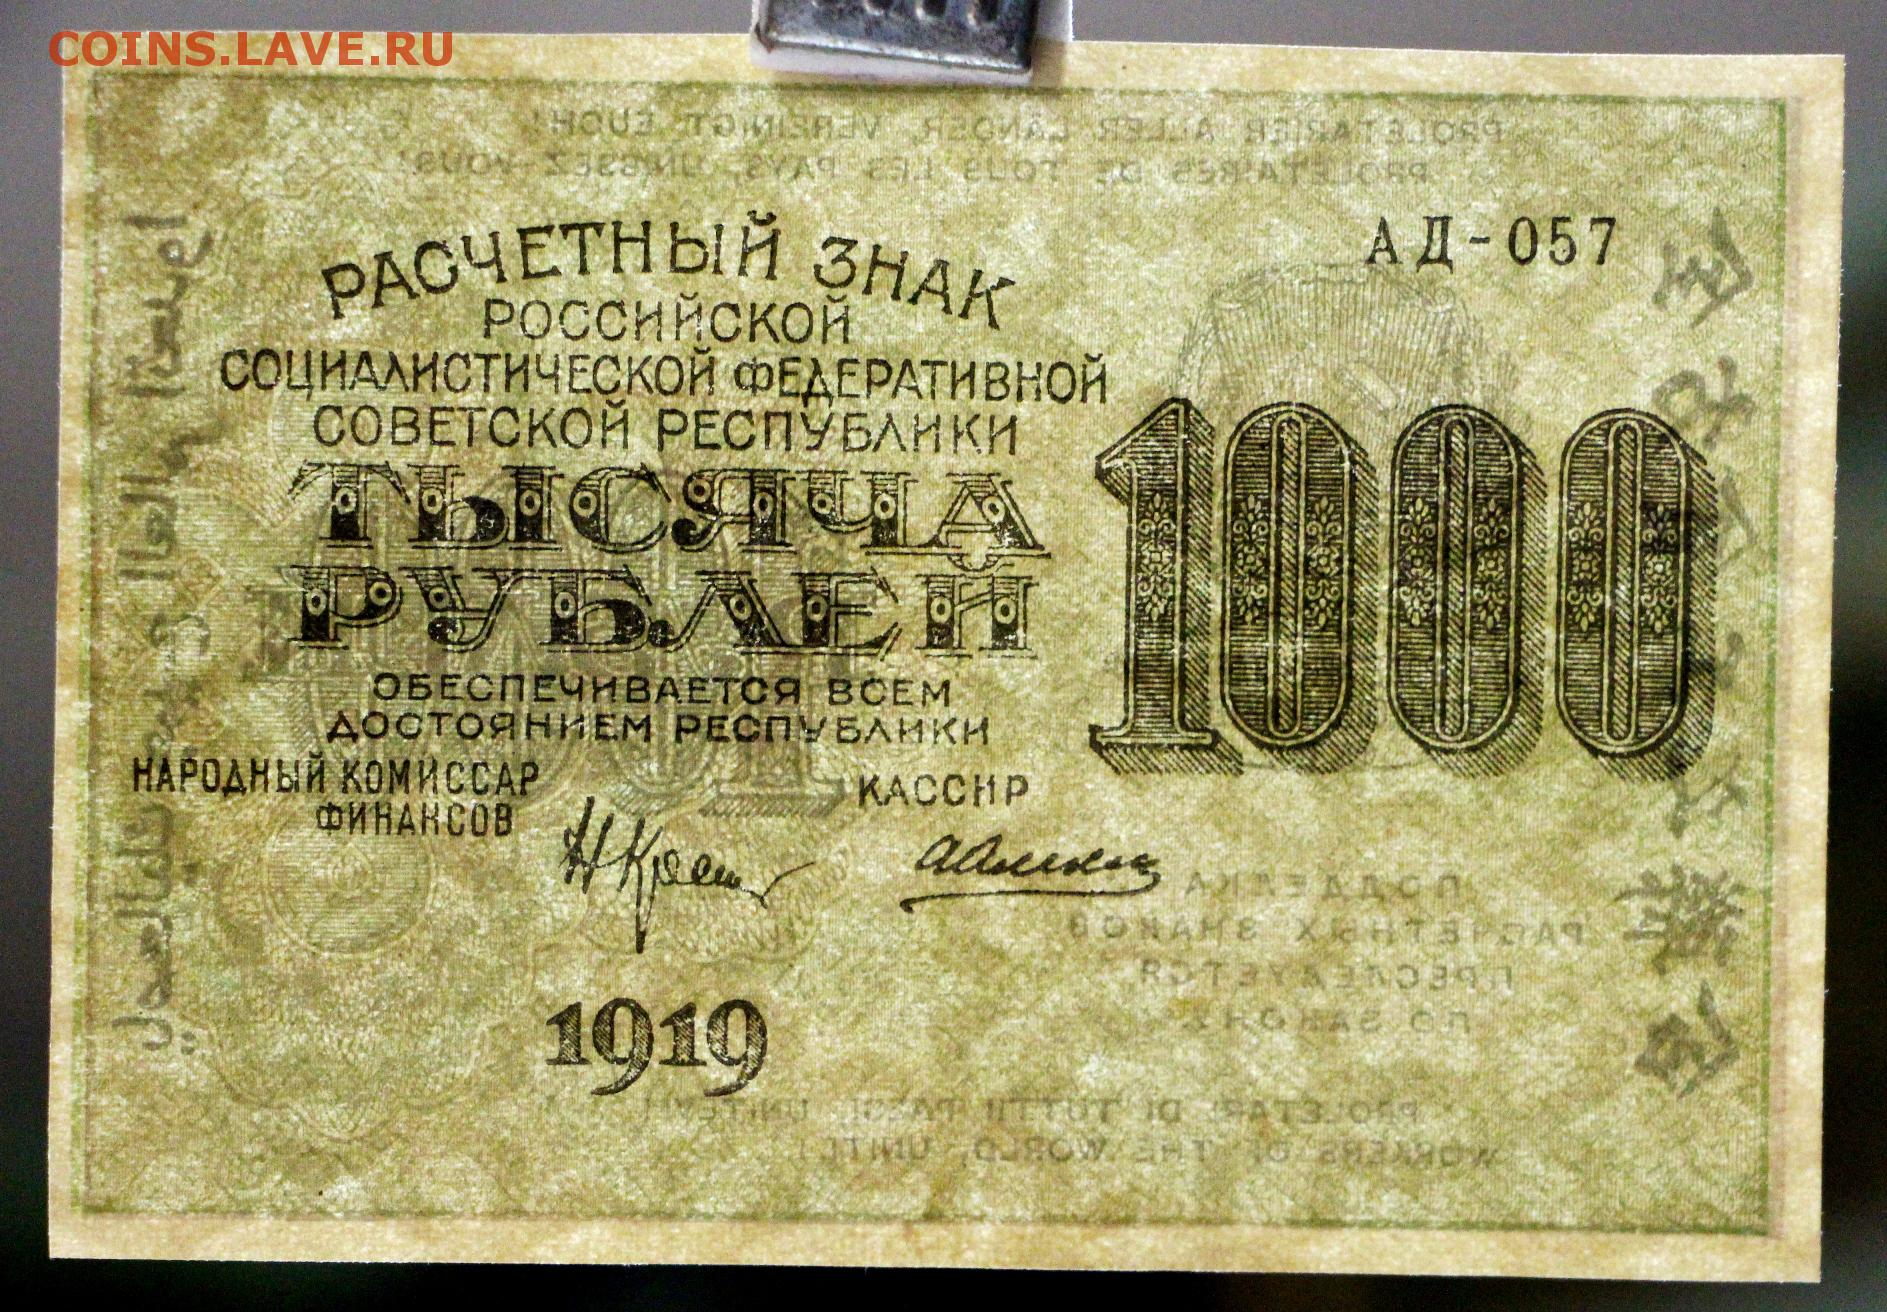 COINS.LAVE.RU
PROLETARIER ALLER LÄNDER, VEREINIGT EUCH!
PROLETAIRES DE TOUS LES PAYS, UNISSEZ-VOUS!
АД-057
РАСЧЕТНЫЙ ЗНАК
РОССИЙСКОЙ
СОЦИАЛИСТИЧЕСКОЙ ФЕДЕРАТИВНОЙ
СОВЕТСКОЙ РЕСПУБЛИКИ
ТЫСЯЧА
РУБЛЕЙ
1000
ОБЕСПЕЧИВАЕТСЯ ВСЕМ
ДОСТОЯНИЕМ РЕСПУБЛИКИ
НАРОДНЫЙ КОМИССАР
ФИНАНСОВ
КАССИР
ПОДДЕЛКА
РАСЧЕТНЫХ ЗНАКОВ
ПРЕСЛЕДУЕТСЯ
ПО ЗАКОНУ.
1919
PROLETARI DI TUTTI I PAESI, UNITEVI!
WORKERS OF THE WORLD, UNITE!